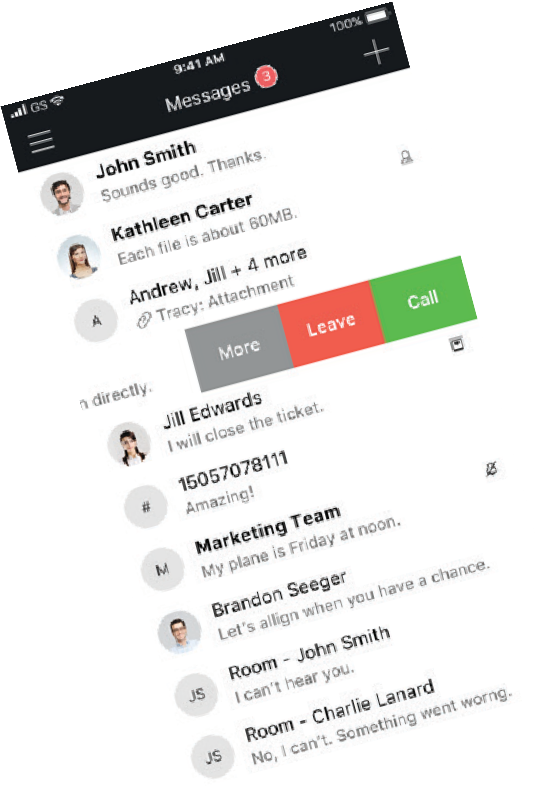 100%
9:41 AM
GS
Messages 3
John Smith
Sounds good. Thanks.
Kathleen Carter
Each file is about 60MB.
A
Andrew, Jill + 4 more
Tracy: Attachment
directly.
More
Leave
Call
Jill Edwards
I will close the ticket.
#
15057078111
Amazing!
M
Marketing Team
My plane is Friday at noon.
Brandon Seeger
Let's allign when you have a chance.
JS
Room - John Smith
I can't hear you.
JS
Room - Charlie Lanard
No, I can't. Something went worng.